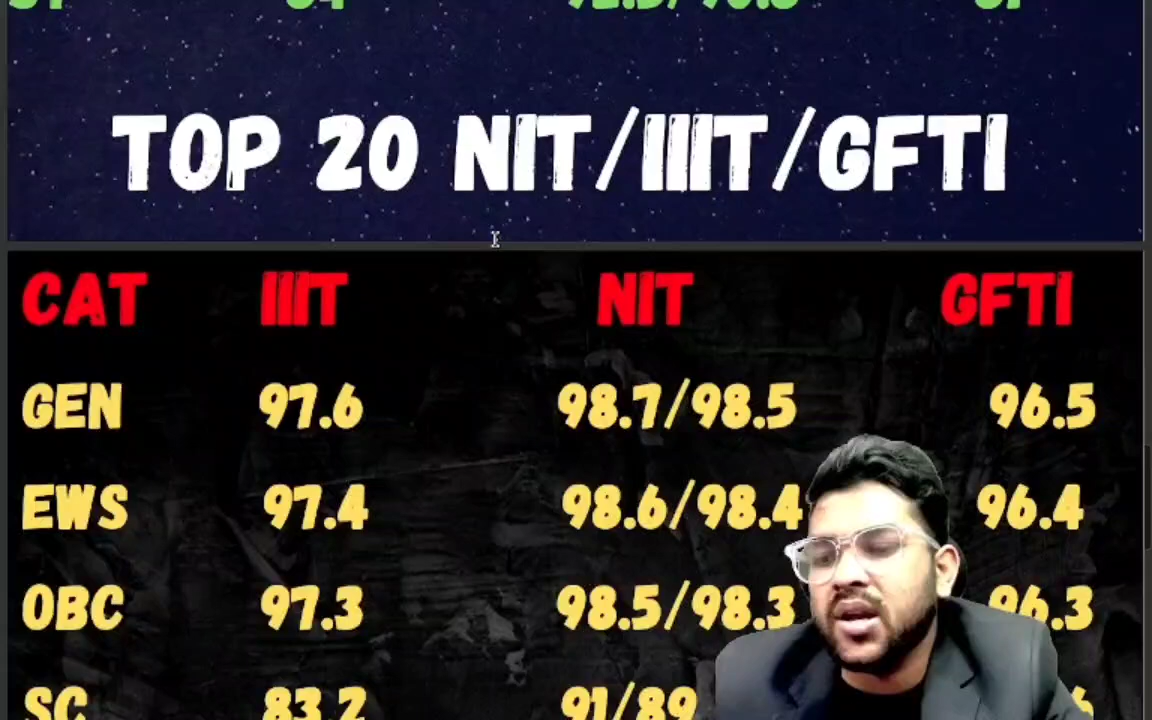 TOP 20 NIT/IIIT/GFTI
CAT IIIT NIT GFTI
GEN 97.6 98.7/98.5 96.5
EWS 97.4 98.6/98.4 96.4
OBC 97.3 98.5/98.3 96.3
SC 83.2 91/89